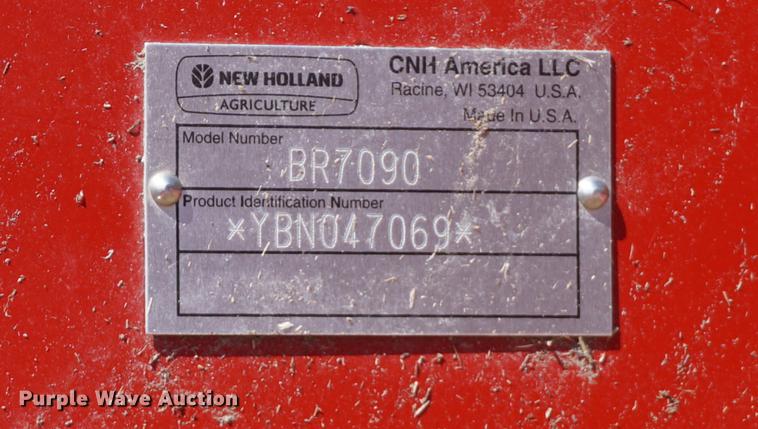 NEW HOLLAND
AGRICULTURE
CNH America LLC
Racine, WI 53404 U.S.A.
Made In U.S.A.
Model Number
BR7090
Product Identification Number
*YBN047069*
Purple Wave Auction